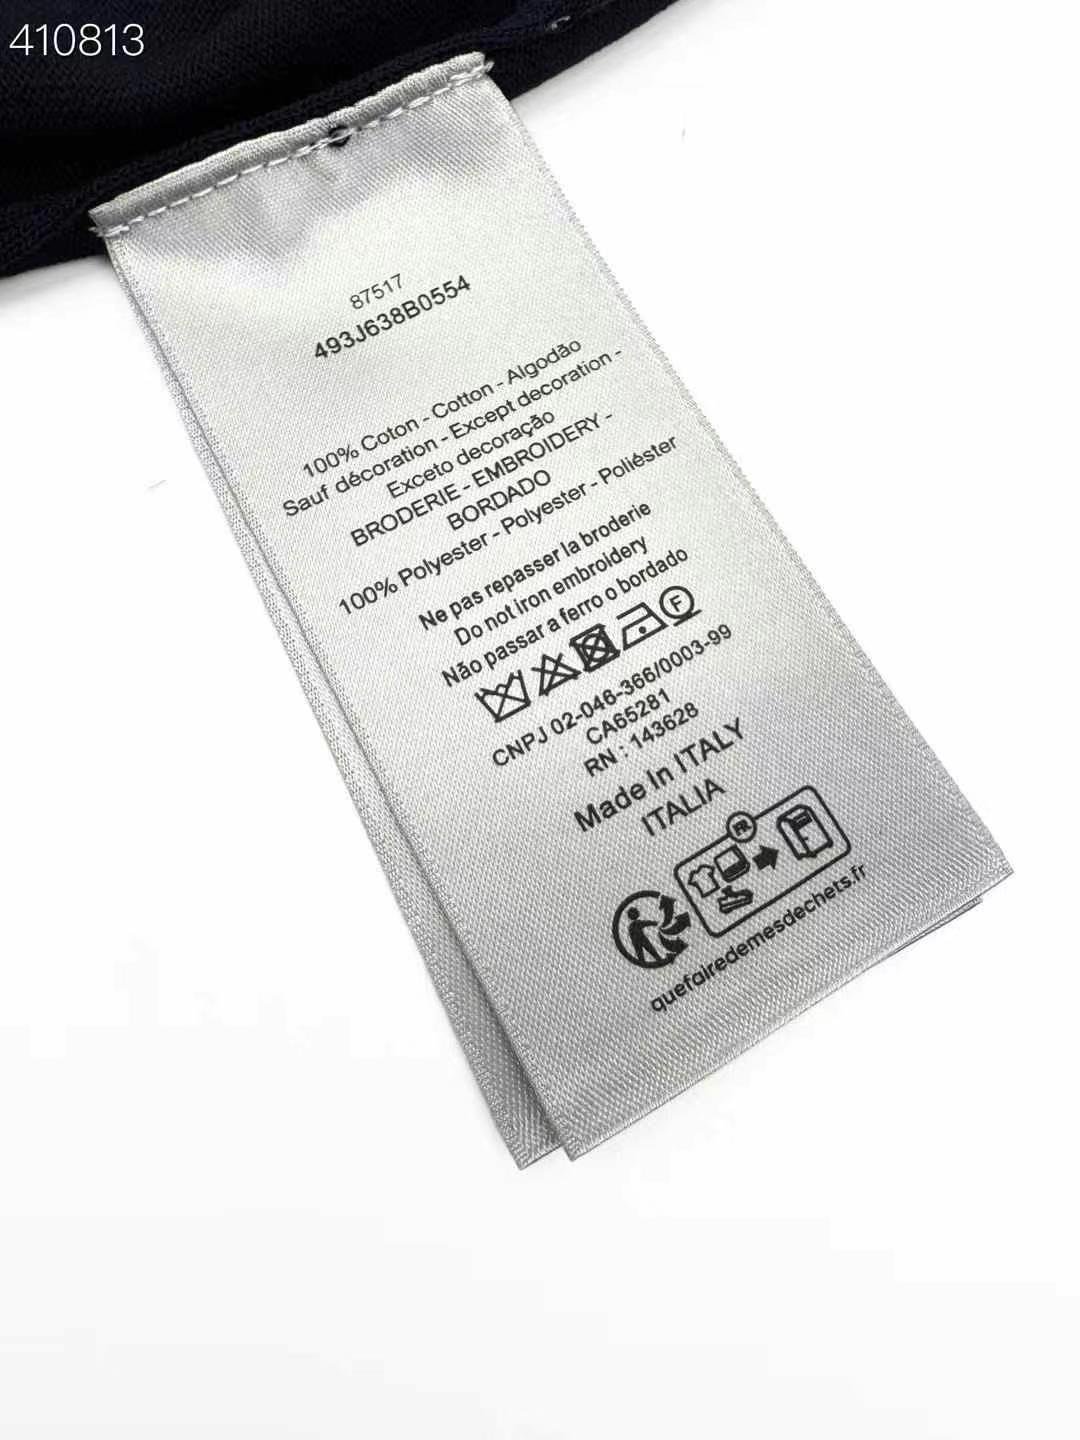 410813
87517
493J638B0554
100% Coton - Cotton - Algodão
Sauf décoration - Except decoration -
Exceto decoração
BRODERIE - EMBROIDERY -
BORDADO
100% Polyester - Polyester - Poliéster
Ne pas repasser la broderie
Do not iron embroidery
Não passar a ferro o bordado
F
CNPJ 02-046-366/0003-99
CA65281
RN : 143628
Made In ITALY
ITALIA
FR
quefairedemesdechets.fr